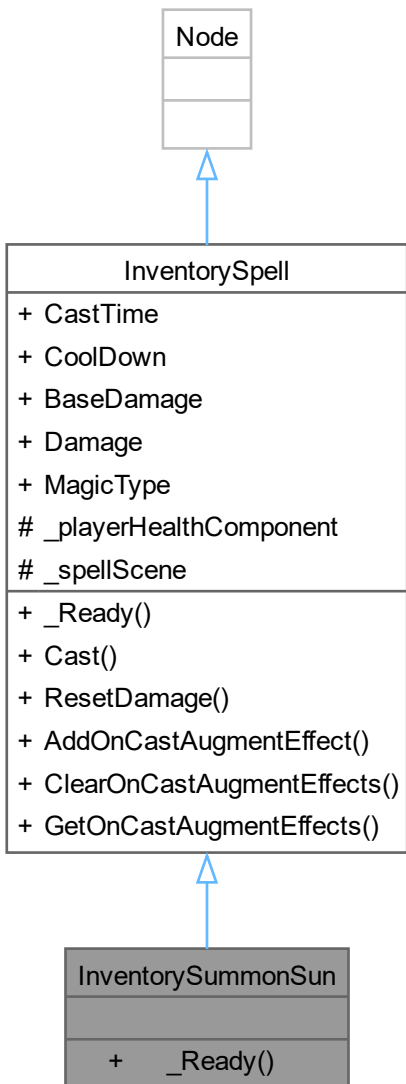 Node
InventorySpell
+ CastTime
+ CoolDown
+ BaseDamage
+ Damage
+ MagicType
# _playerHealthComponent
# _spellScene
+ _Ready()
+ Cast()
+ ResetDamage()
+ AddOnCastAugmentEffect()
+ ClearOnCastAugmentEffects()
+ GetOnCastAugmentEffects()
InventorySummonSun
+ _Ready()